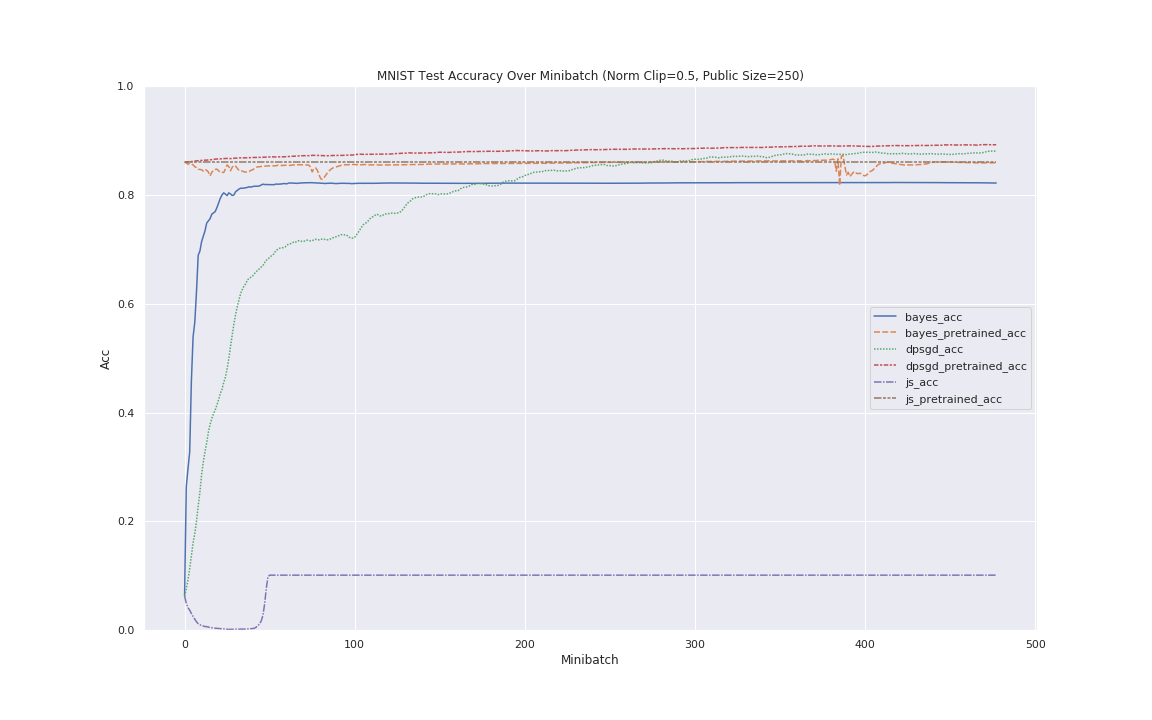 MNIST Test Accuracy Over Minibatch (Norm Clip=0.5, Public Size=250)
1.0
0.8
0.6
0.4
0.2
0.0
Acc
bayes_acc
bayes_pretrained_acc
dpsgd_acc
dpsgd_pretrained_acc
js_acc
js_pretrained_acc
0 100 200 300 400 500
Minibatch